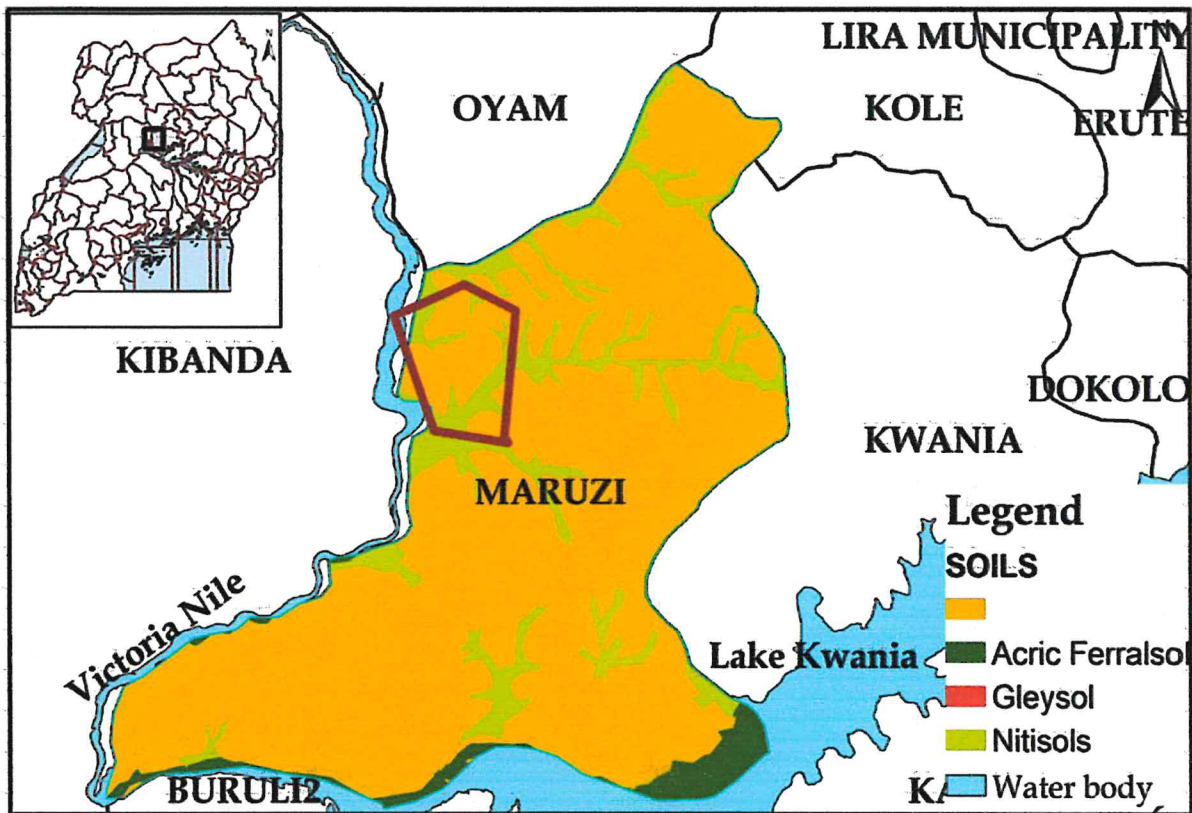 N
LIRA MUNICIPALITY
N
OYAM
KOLE
ERUTE
KIBANDA
DOKOLO
KWANIA
MARUZI
Legend
SOILS
Victoria Nile
Lake Kwania
Acric Ferralsol
Gleysol
Nitisols
Water body
BURULI2
KA